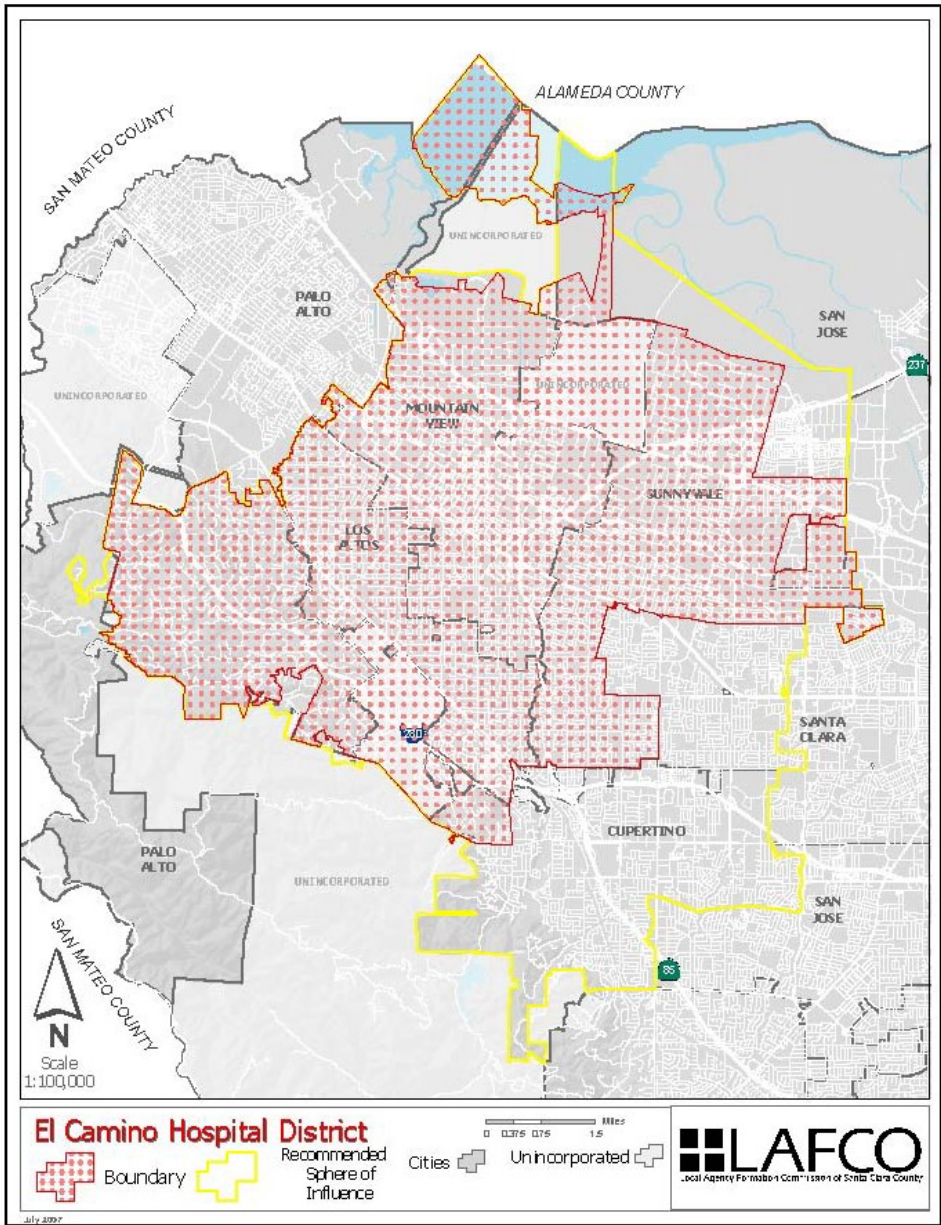 ALAMEDA COUNTY
SAN MATEO COUNTY
UNINCORPORATED
PALO
ALTO
SAN
JOSE
237
UNINCORPORATED
UNINCORPORATED
MOUNTAIN
VIEW
SUNNYVALE
LOS
ALTOS
SANTA
CLARA
280
CUPERTINO
PALO
ALTO
UNINCORPORATED
SAN
JOSE
85
SAN MATEO COUNTY
N
Scale
1:100,000
El Camino Hospital District
Boundary
Recommended
Sphere of
Influence
Cities
Miles
0 0.375 0.75 1.5
Unincorporated
LAFCO
Local Agency Formation Commission of Santa Clara County
July 2007